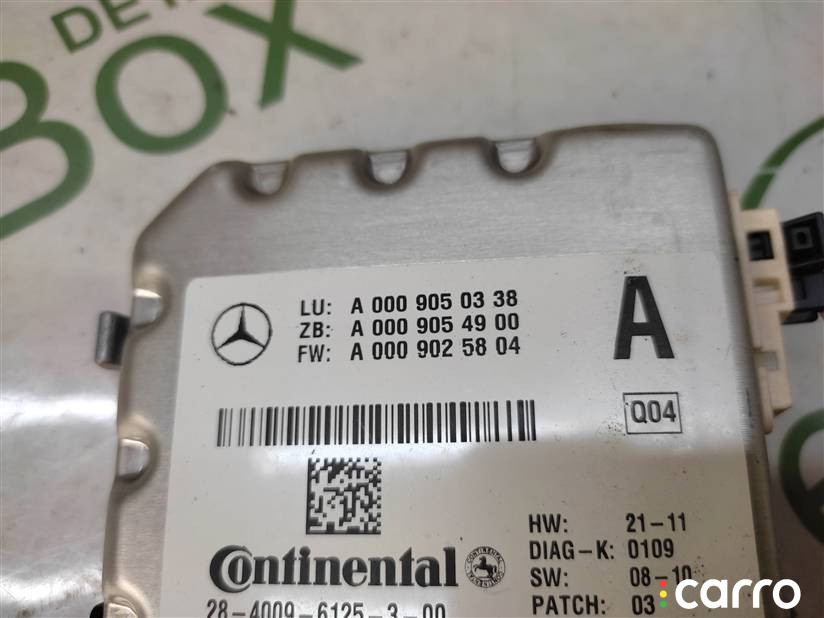 DET
BOX
LU: A 000 905 03 38
ZB: A 000 905 49 00
FW: A 000 902 58 04
A
Q04
HW: 21-11
DIAG-K: 0109
SW: 08-10
PATCH: 03
Continental
28-4009-6125-3-00
carro